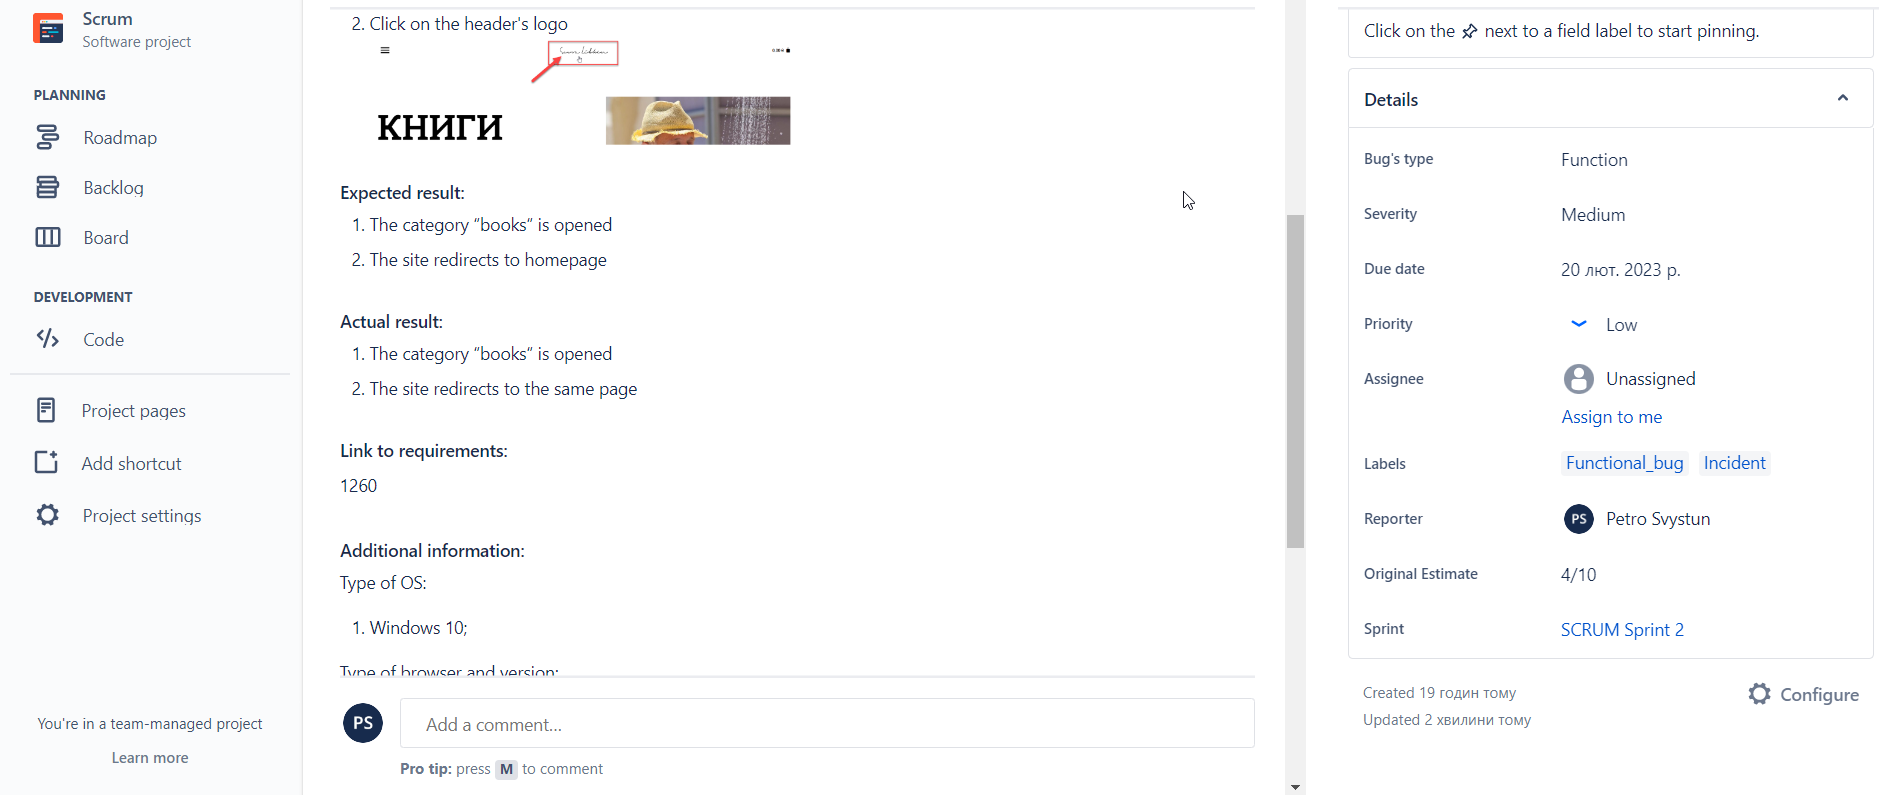 Scrum
Software project
PLANNING
Roadmap
Backlog
Board
DEVELOPMENT
Code
Project pages
Add shortcut
Project settings
You're in a team-managed project
Learn more
2. Click on the header's logo
КНИГИ
Expected result:
1. The category “books“ is opened
2. The site redirects to homepage
Actual result:
1. The category “books“ is opened
2. The site redirects to the same page
Link to requirements:
1260
Additional information:
Type of OS:
1. Windows 10;
Type of browser and version:
PS
Add a comment...
Pro tip: press M to comment
Click on the next to a field label to start pinning.
Details
Bug's type Function
Severity Medium
Due date 20 лют. 2023 р.
Priority Low
Assignee Unassigned
Assign to me
Labels Functional_bug Incident
Reporter PS Petro Svystun
Original Estimate 4/10
Sprint SCRUM Sprint 2
Created 19 годин тому
Updated 2 хвилини тому
Configure